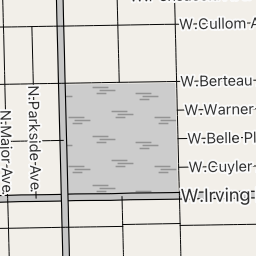 W. Cullom A
W. Berteau
W. Warner
W. Belle Pl
W. Cuyler
W. Irving
N. Parkside Ave.
N. Major Ave.